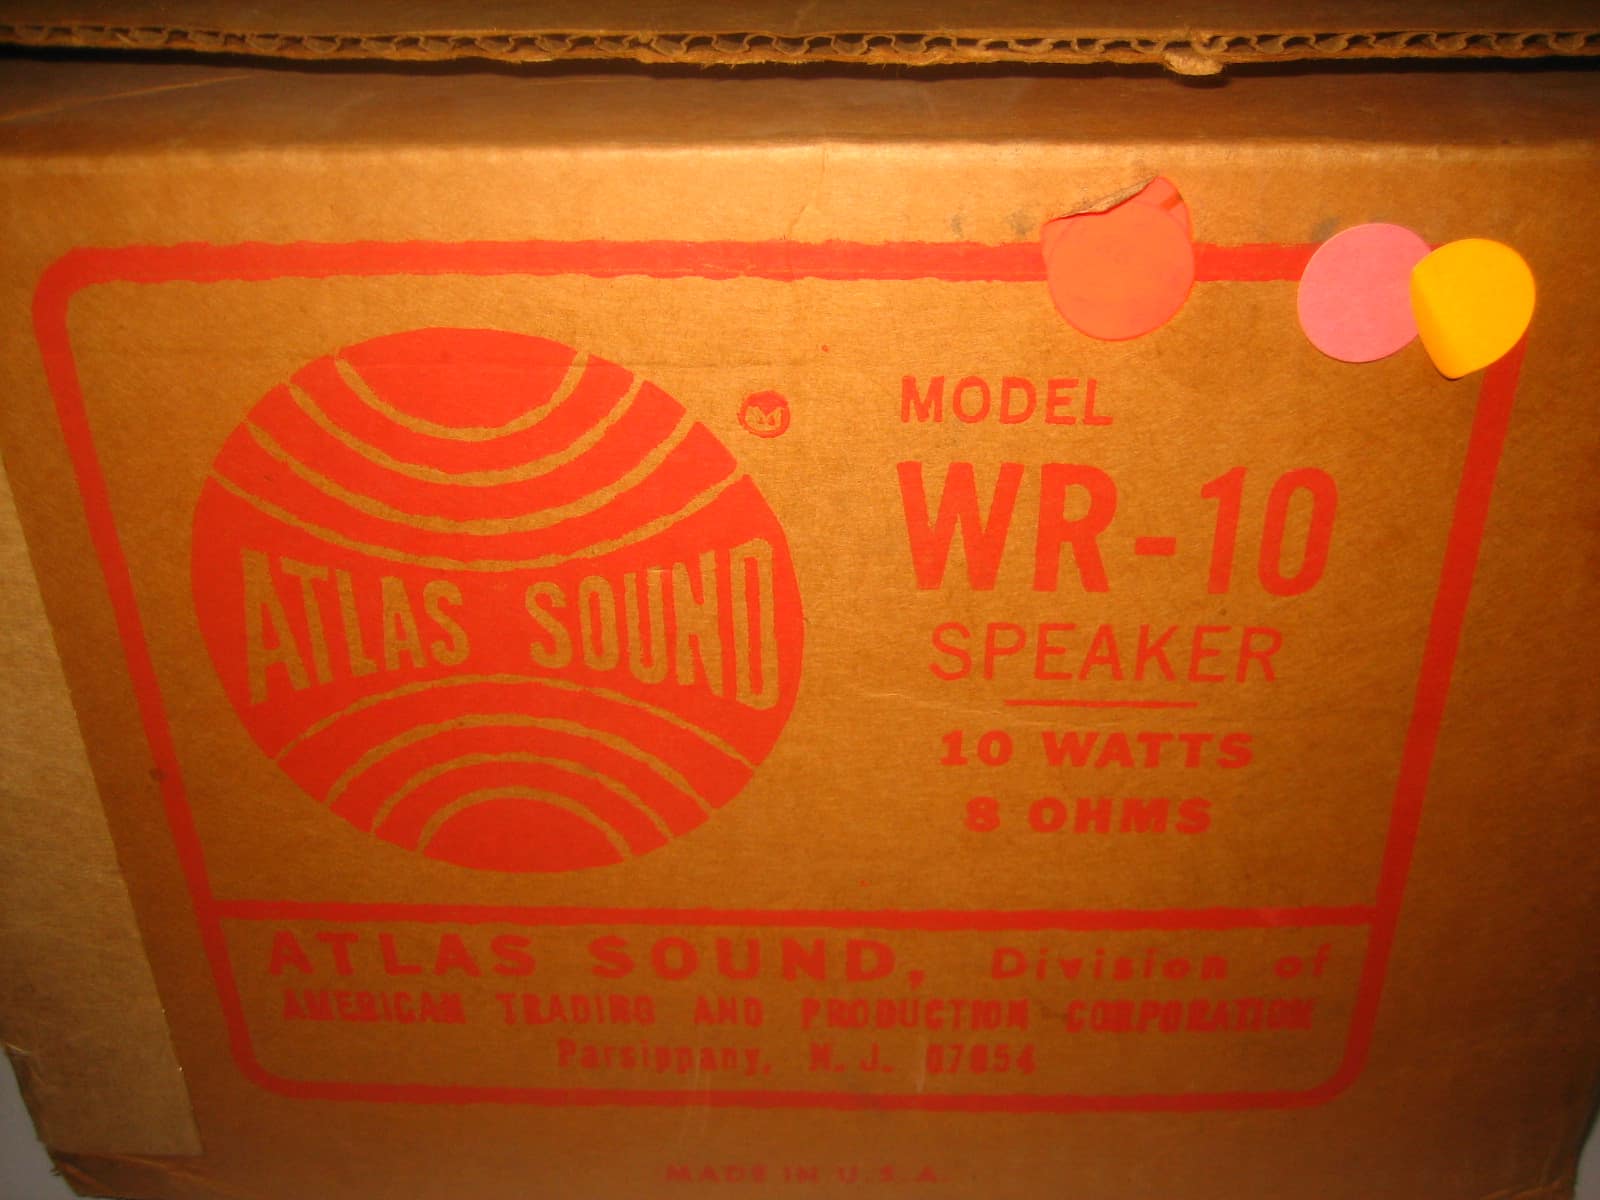 ATLAS SOUND
MODEL
WR-10
SPEAKER
10 WATTS
8 OHMS
ATLAS SOUND, Division of
AMERICAN TRADING AND PRODUCTION CORPORATION
Parsippany, N. J. 07054
MADE IN U.S.A.